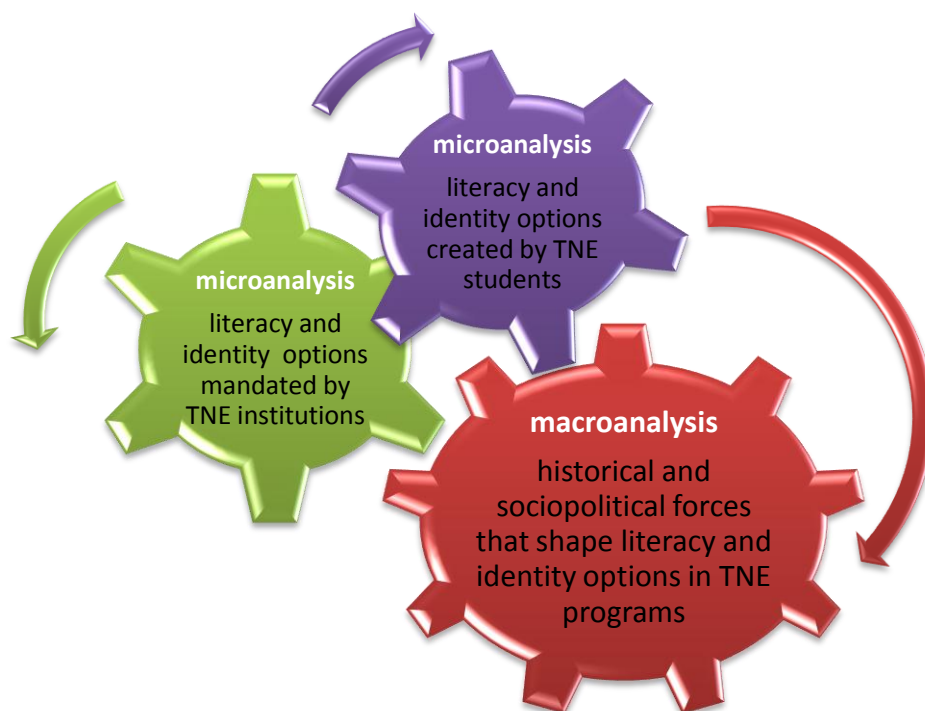 microanalysis
literacy and
identity options
created by TNE
students
microanalysis
literacy and
identity options
mandated by
TNE institutions
macroanalysis
historical and
sociopolitical forces
that shape literacy and
identity options in TNE
programs